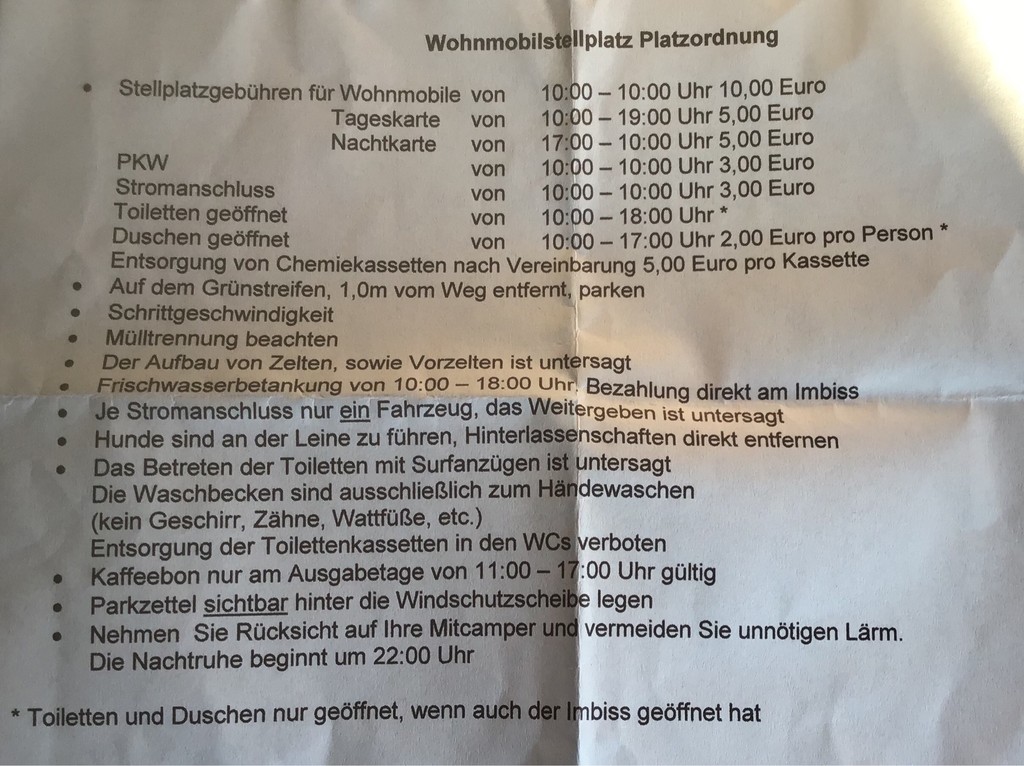 Wohnmobilstellplatz Platzordnung
• Stellplatzgebühren für Wohnmobile von 10:00 – 10:00 Uhr 10,00 Euro
Tageskarte von 10:00 – 19:00 Uhr 5,00 Euro
Nachtkarte von 17:00 – 10:00 Uhr 5,00 Euro
PKW von 10:00 – 10:00 Uhr 3,00 Euro
Stromanschluss von 10:00 – 10:00 Uhr 3,00 Euro
Toiletten geöffnet von 10:00 – 18:00 Uhr *
Duschen geöffnet von 10:00 – 17:00 Uhr 2,00 Euro pro Person *
Entsorgung von Chemiekassetten nach Vereinbarung 5,00 Euro pro Kassette
• Auf dem Grünstreifen, 1,0m vom Weg entfernt, parken
• Schrittgeschwindigkeit
• Mülltrennung beachten
• Der Aufbau von Zelten, sowie Vorzelten ist untersagt
• Frischwasserbetankung von 10:00 – 18:00 Uhr. Bezahlung direkt am Imbiss
• Je Stromanschluss nur ein Fahrzeug, das Weitergeben ist untersagt
• Hunde sind an der Leine zu führen, Hinterlassenschaften direkt entfernen
• Das Betreten der Toiletten mit Surfanzügen ist untersagt
Die Waschbecken sind ausschließlich zum Händewaschen
(kein Geschirr, Zähne, Wattfüße, etc.)
Entsorgung der Toilettenkassetten in den WCs verboten
• Kaffeebon nur am Ausgabetage von 11:00 – 17:00 Uhr gültig
• Parkzettel sichtbar hinter die Windschutzscheibe legen
• Nehmen Sie Rücksicht auf Ihre Mitcamper und vermeiden Sie unnötigen Lärm.
Die Nachtruhe beginnt um 22:00 Uhr
* Toiletten und Duschen nur geöffnet, wenn auch der Imbiss geöffnet hat